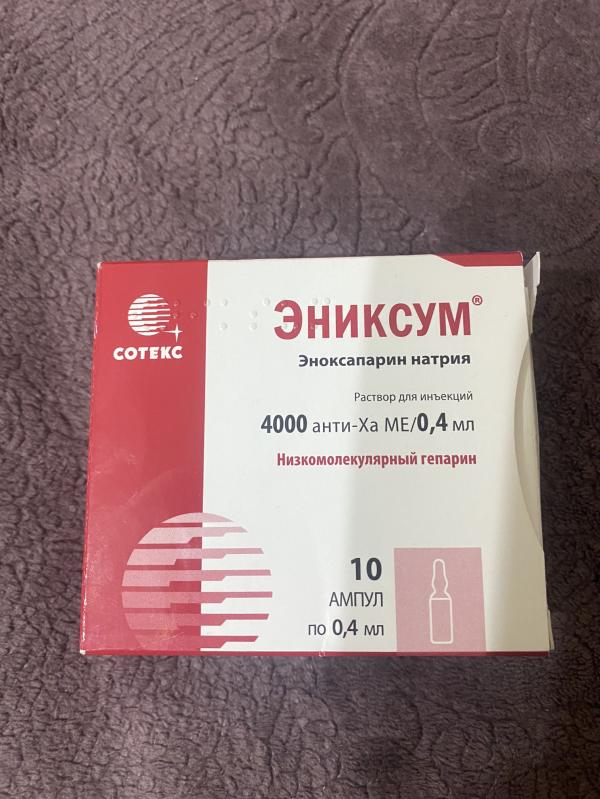 СОТЕКС
ЭНИКСУМ®
Эноксапарин натрия
Раствор для инъекций
4000 анти-Ха МЕ/0,4 мл
Низкомолекулярный гепарин
10
АМПУЛ
по 0,4 мл